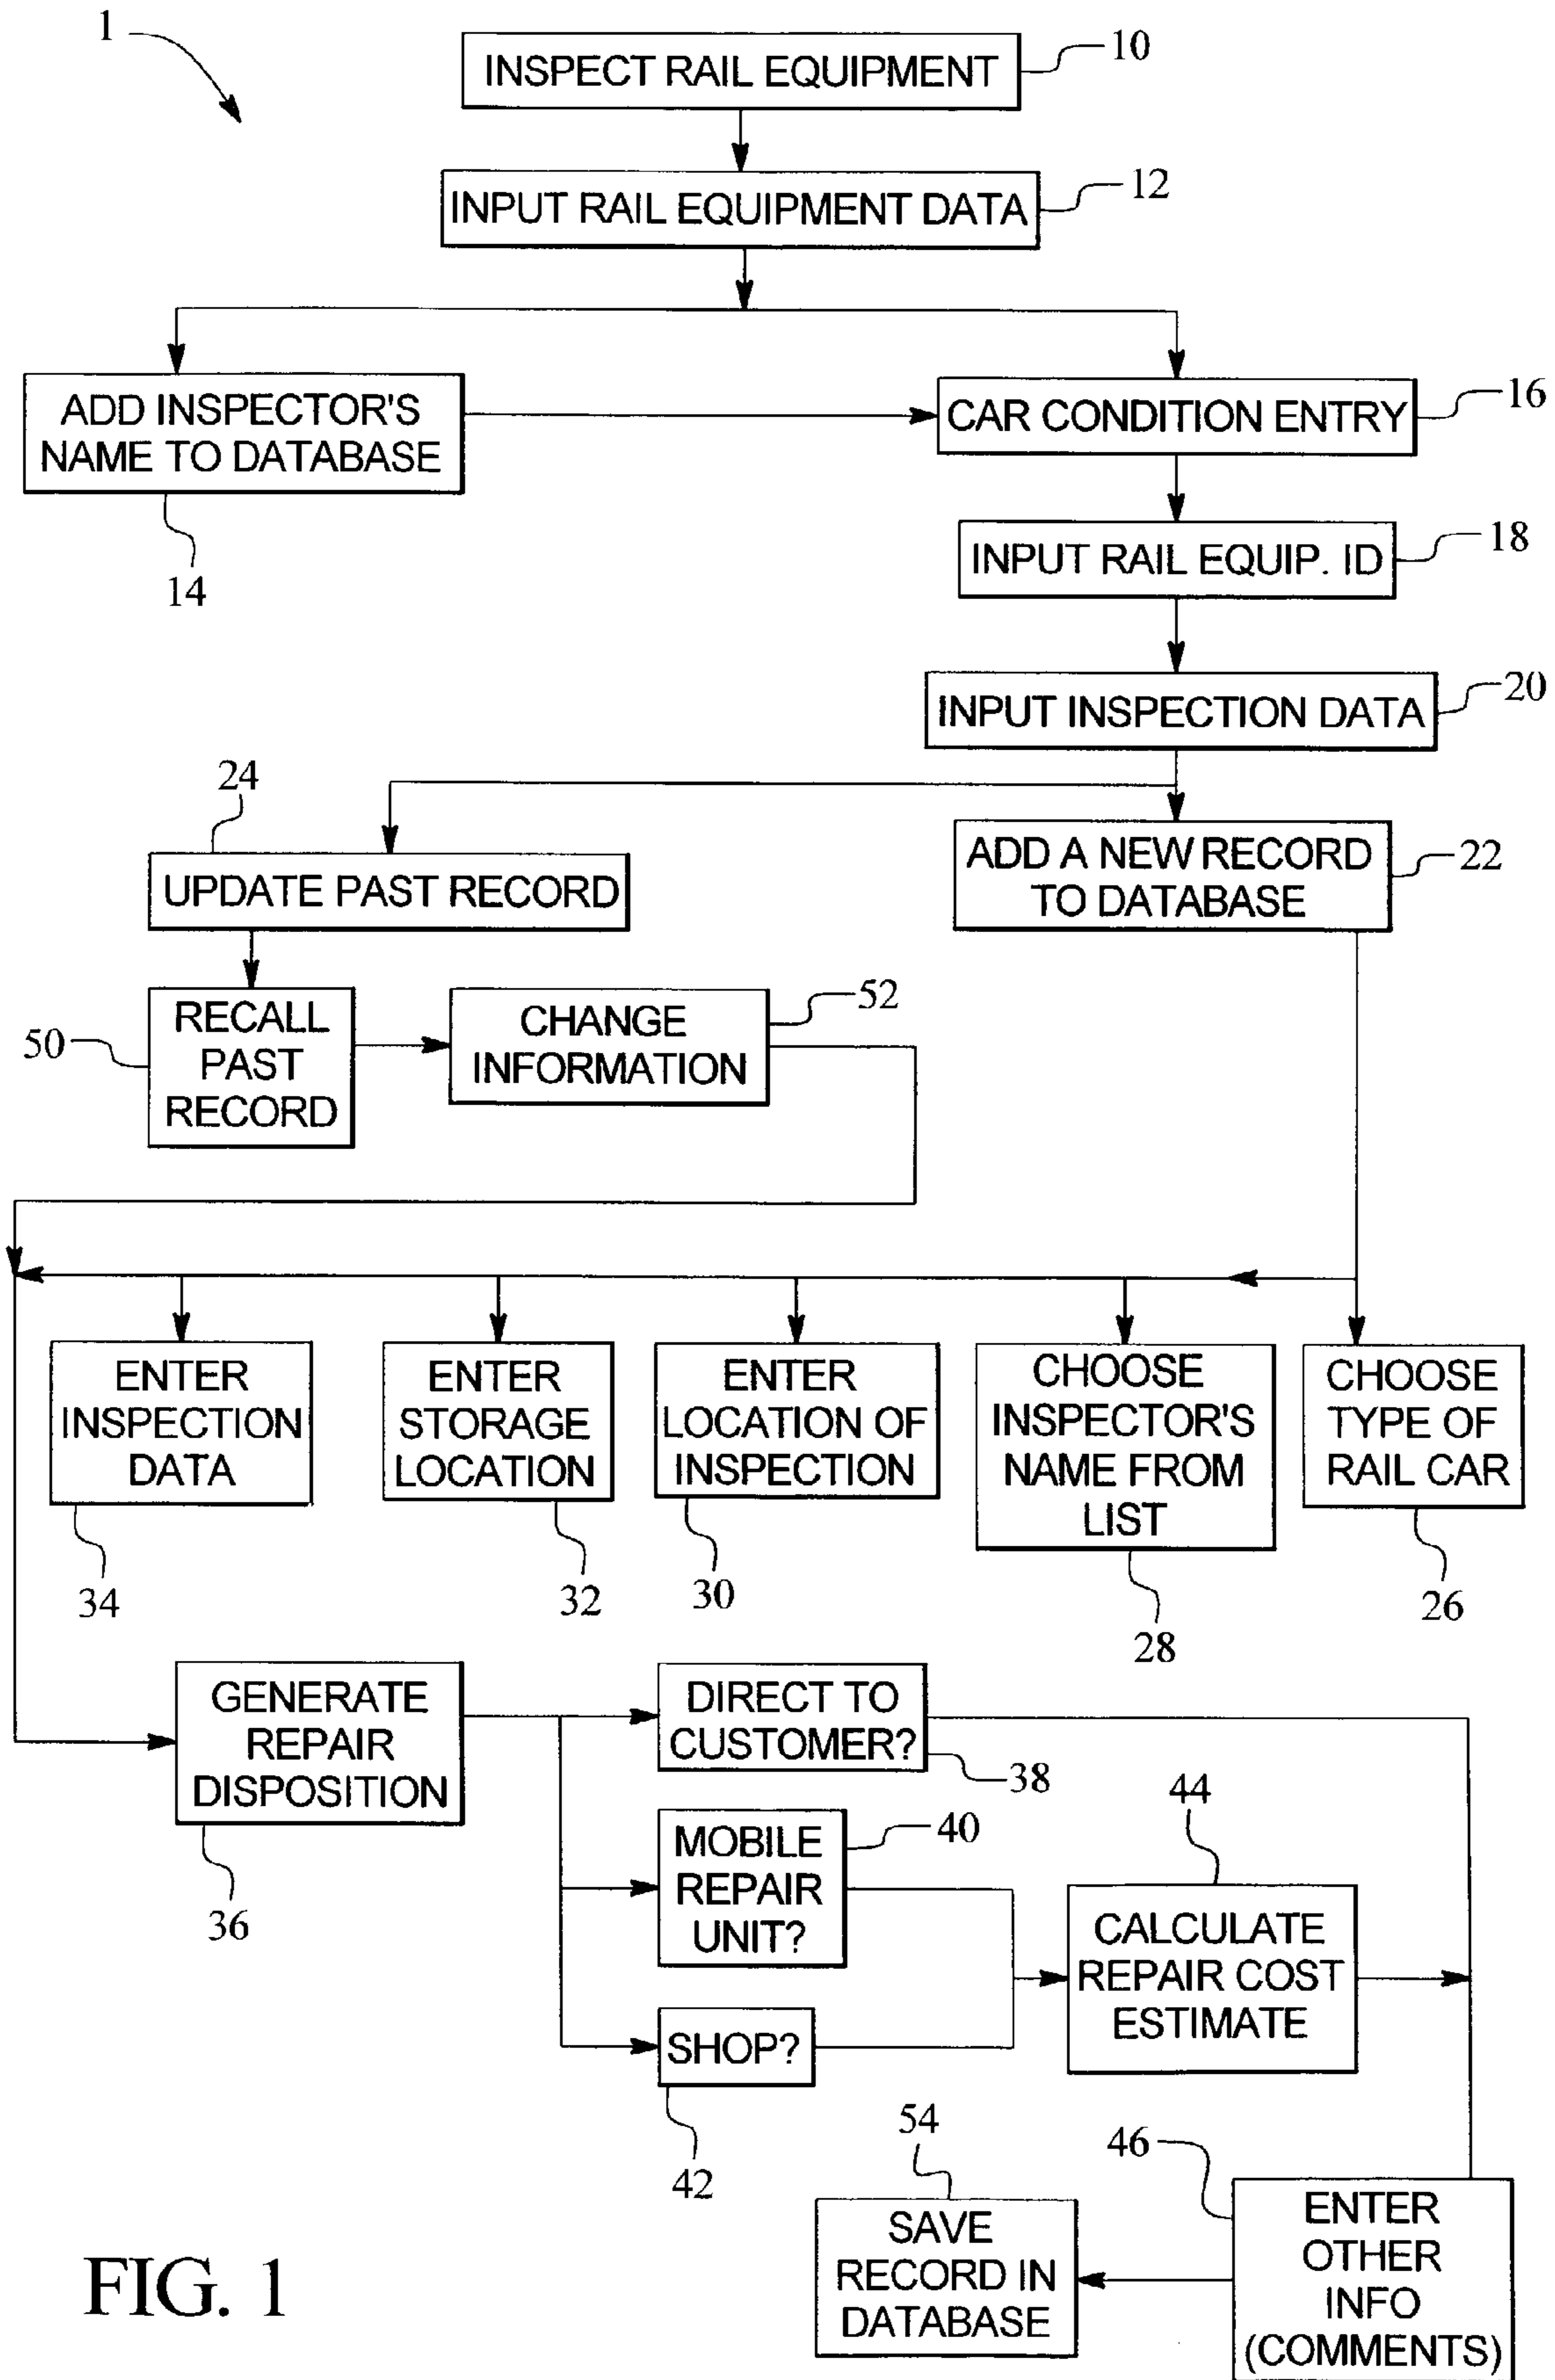 1
INSPECT RAIL EQUIPMENT
10
INPUT RAIL EQUIPMENT DATA
12
ADD INSPECTOR'S
NAME TO DATABASE
14
CAR CONDITION ENTRY
16
INPUT RAIL EQUIP. ID
18
INPUT INSPECTION DATA
20
24
UPDATE PAST RECORD
ADD A NEW RECORD
TO DATABASE
22
50
RECALL
PAST
RECORD
CHANGE
INFORMATION
52
ENTER
INSPECTION
DATA
34
ENTER
STORAGE
LOCATION
32
ENTER
LOCATION OF
INSPECTION
30
CHOOSE
INSPECTOR'S
NAME FROM
LIST
28
CHOOSE
TYPE OF
RAIL CAR
26
GENERATE
REPAIR
DISPOSITION
36
DIRECT TO
CUSTOMER?
38
MOBILE
REPAIR
UNIT?
40
SHOP?
42
44
CALCULATE
REPAIR COST
ESTIMATE
46
ENTER
OTHER
INFO
(COMMENTS)
54
SAVE
RECORD IN
DATABASE
FIG. 1